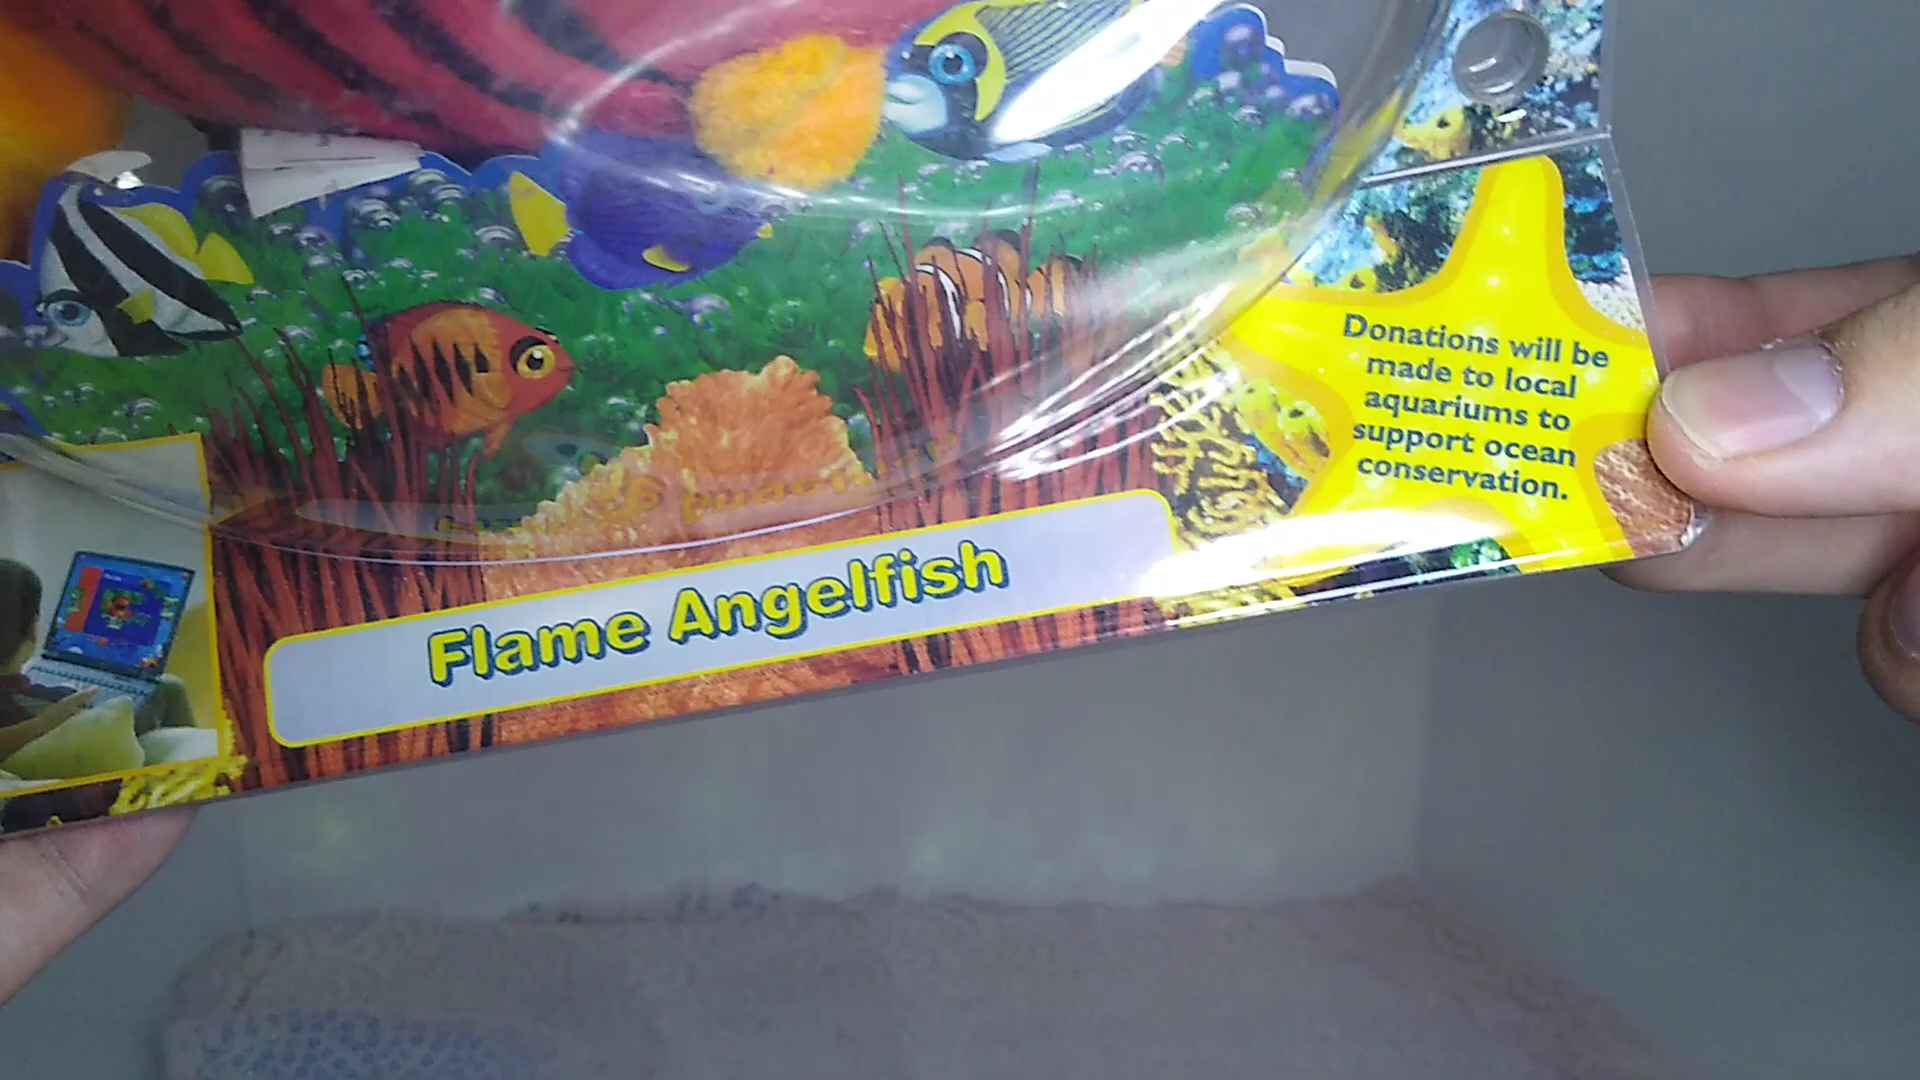 Donations will be
made to local
aquariums to
support ocean
conservation.
Flame Angelfish